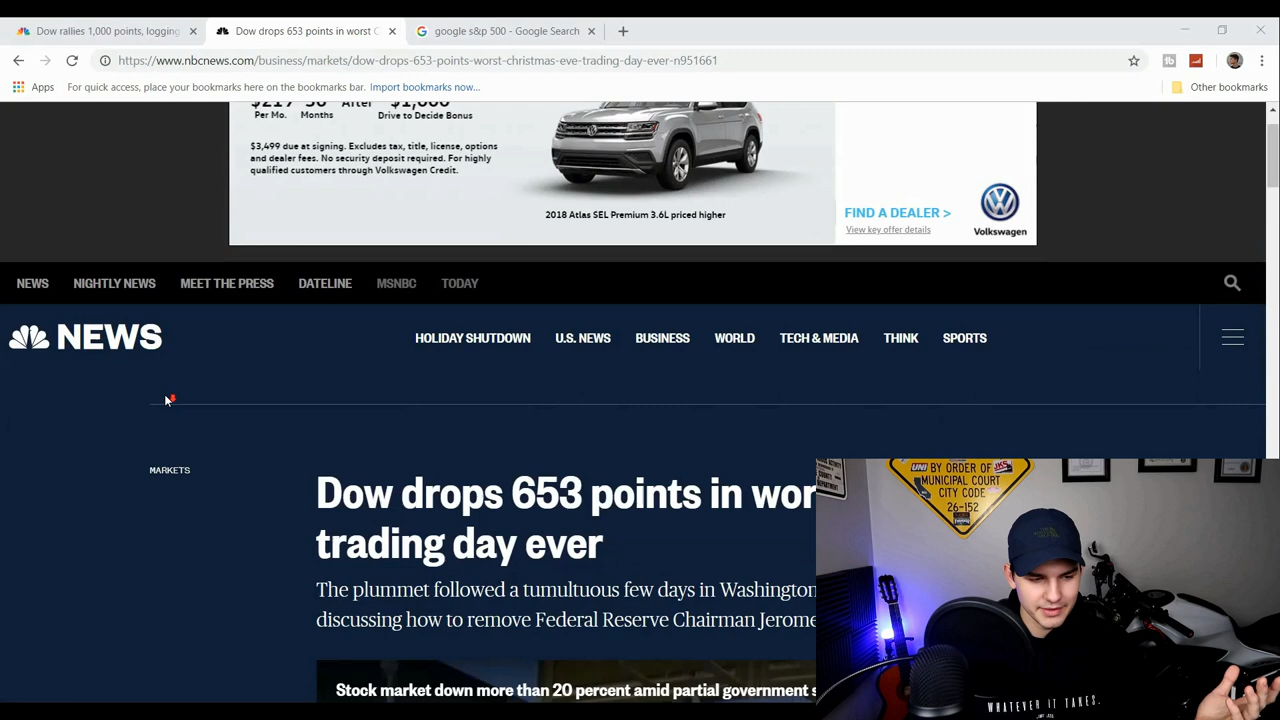 Dow rallies 1,000 points, logging
Dow drops 653 points in worst C
google s&p 500 - Google Search
https://www.nbcnews.com/business/markets/dow-drops-653-points-worst-christmas-eve-trading-day-ever-n951661
Apps
For quick access, place your bookmarks here on the bookmarks bar. Import bookmarks now...
Other bookmarks
Per Mo. Months
After
Drive to Decide Bonus
$3,499 due at signing. Excludes tax, title, license, options
and dealer fees. No security deposit required. For highly
qualified customers through Volkswagen Credit.
2018 Atlas SEL Premium 3.6L priced higher
FIND A DEALER >
View key offer details
Volkswagen
NEWS NIGHTLY NEWS MEET THE PRESS DATELINE MSNBC TODAY
NEWS
HOLIDAY SHUTDOWN U.S. NEWS BUSINESS WORLD TECH & MEDIA THINK SPORTS
MARKETS
Dow drops 653 points in wor
trading day ever
The plummet followed a tumultuous few days in Washington
discussing how to remove Federal Reserve Chairman Jerome
Stock market down more than 20 percent amid partial government s
UNI
JKC
BY ORDER OF
MUNICIPAL COURT
CITY CODE
26-152
WHATEVER IT TAKES.